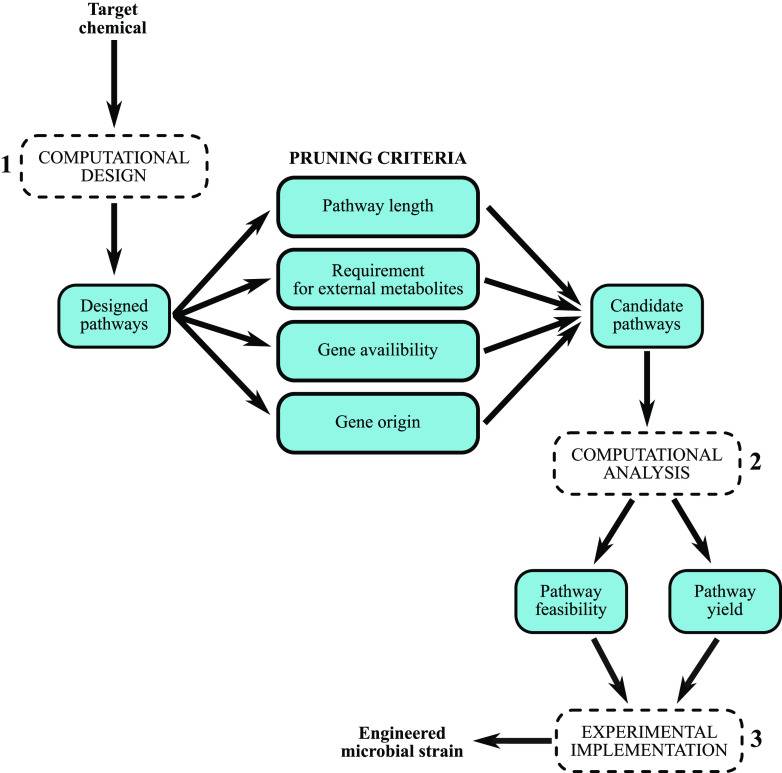 Target
chemical
1
COMPUTATIONAL
DESIGN
PRUNING CRITERIA
Pathway length
Requirement
for external metabolites
Gene availibility
Gene origin
Designed
pathways
Candidate
pathways
COMPUTATIONAL
ANALYSIS
2
Pathway
feasibility
Pathway
yield
EXPERIMENTAL
IMPLEMENTATION
3
Engineered
microbial strain